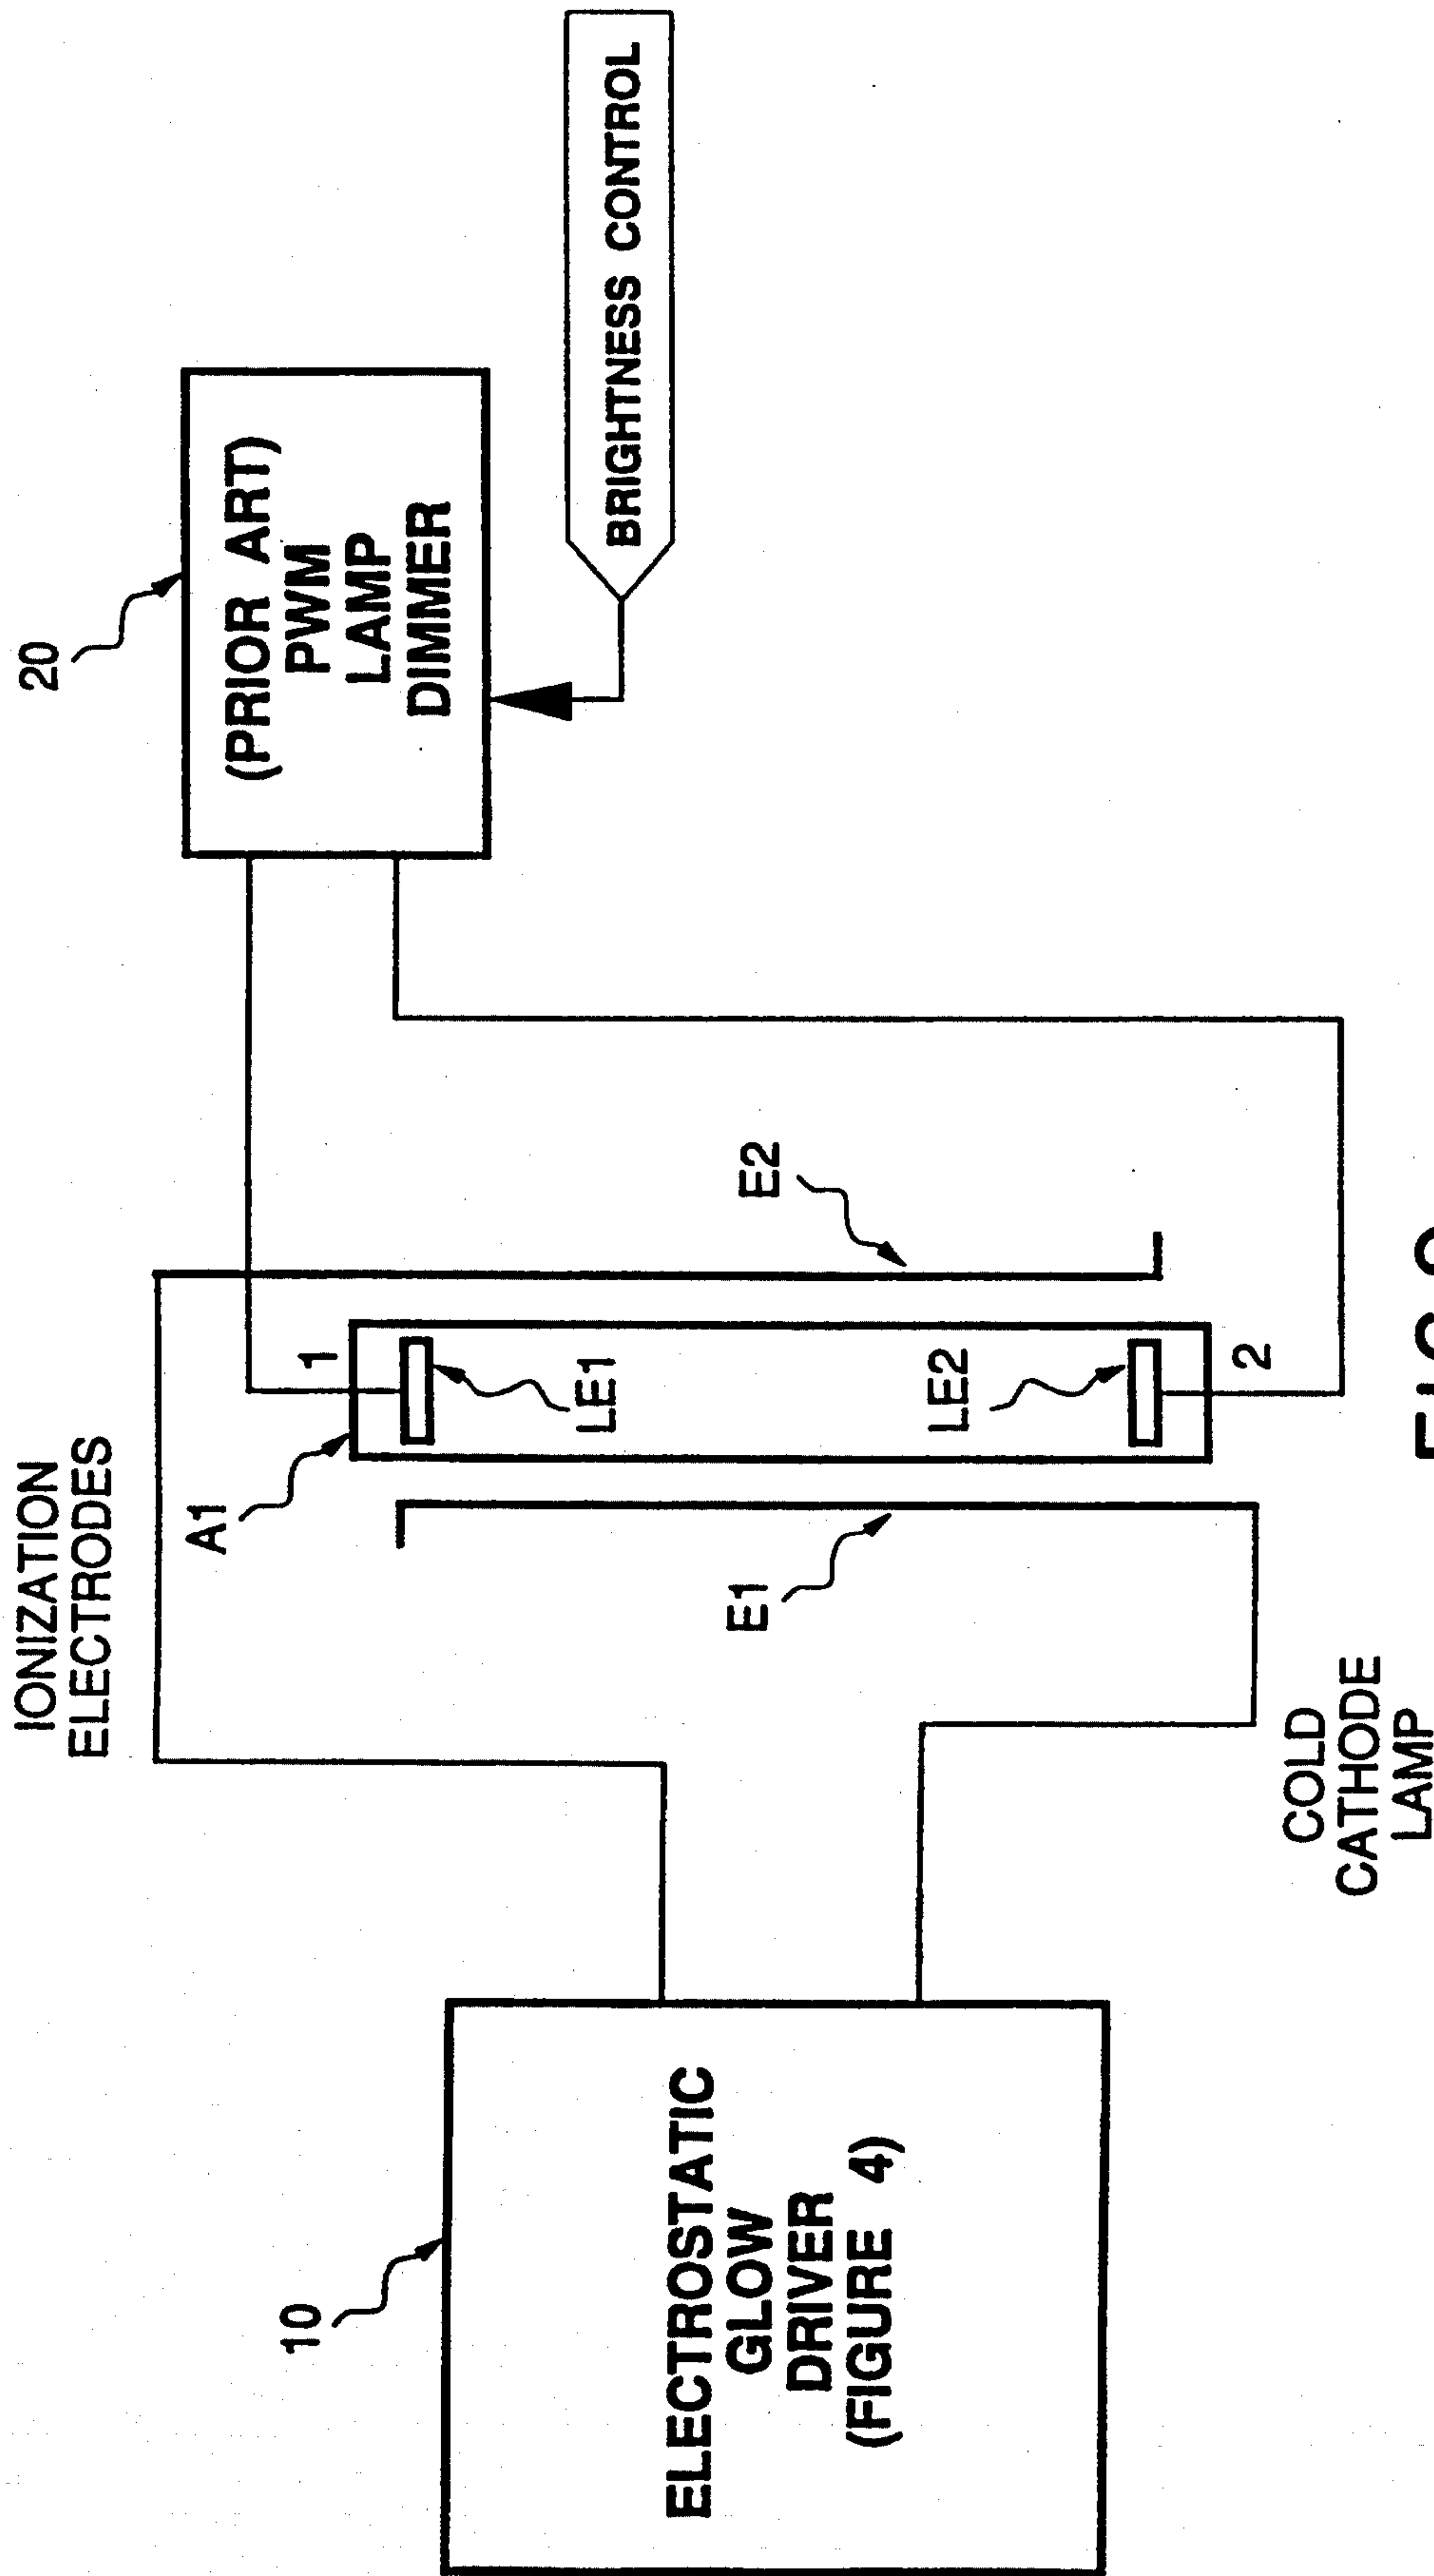 IONIZATION
ELECTRODES
20
(PRIOR ART)
PWM
LAMP
DIMMER
BRIGHTNESS CONTROL
A1
1
LE1
LE2
2
E1
E2
10
ELECTROSTATIC
GLOW
DRIVER
(FIGURE 4)
COLD
CATHODE
LAMP